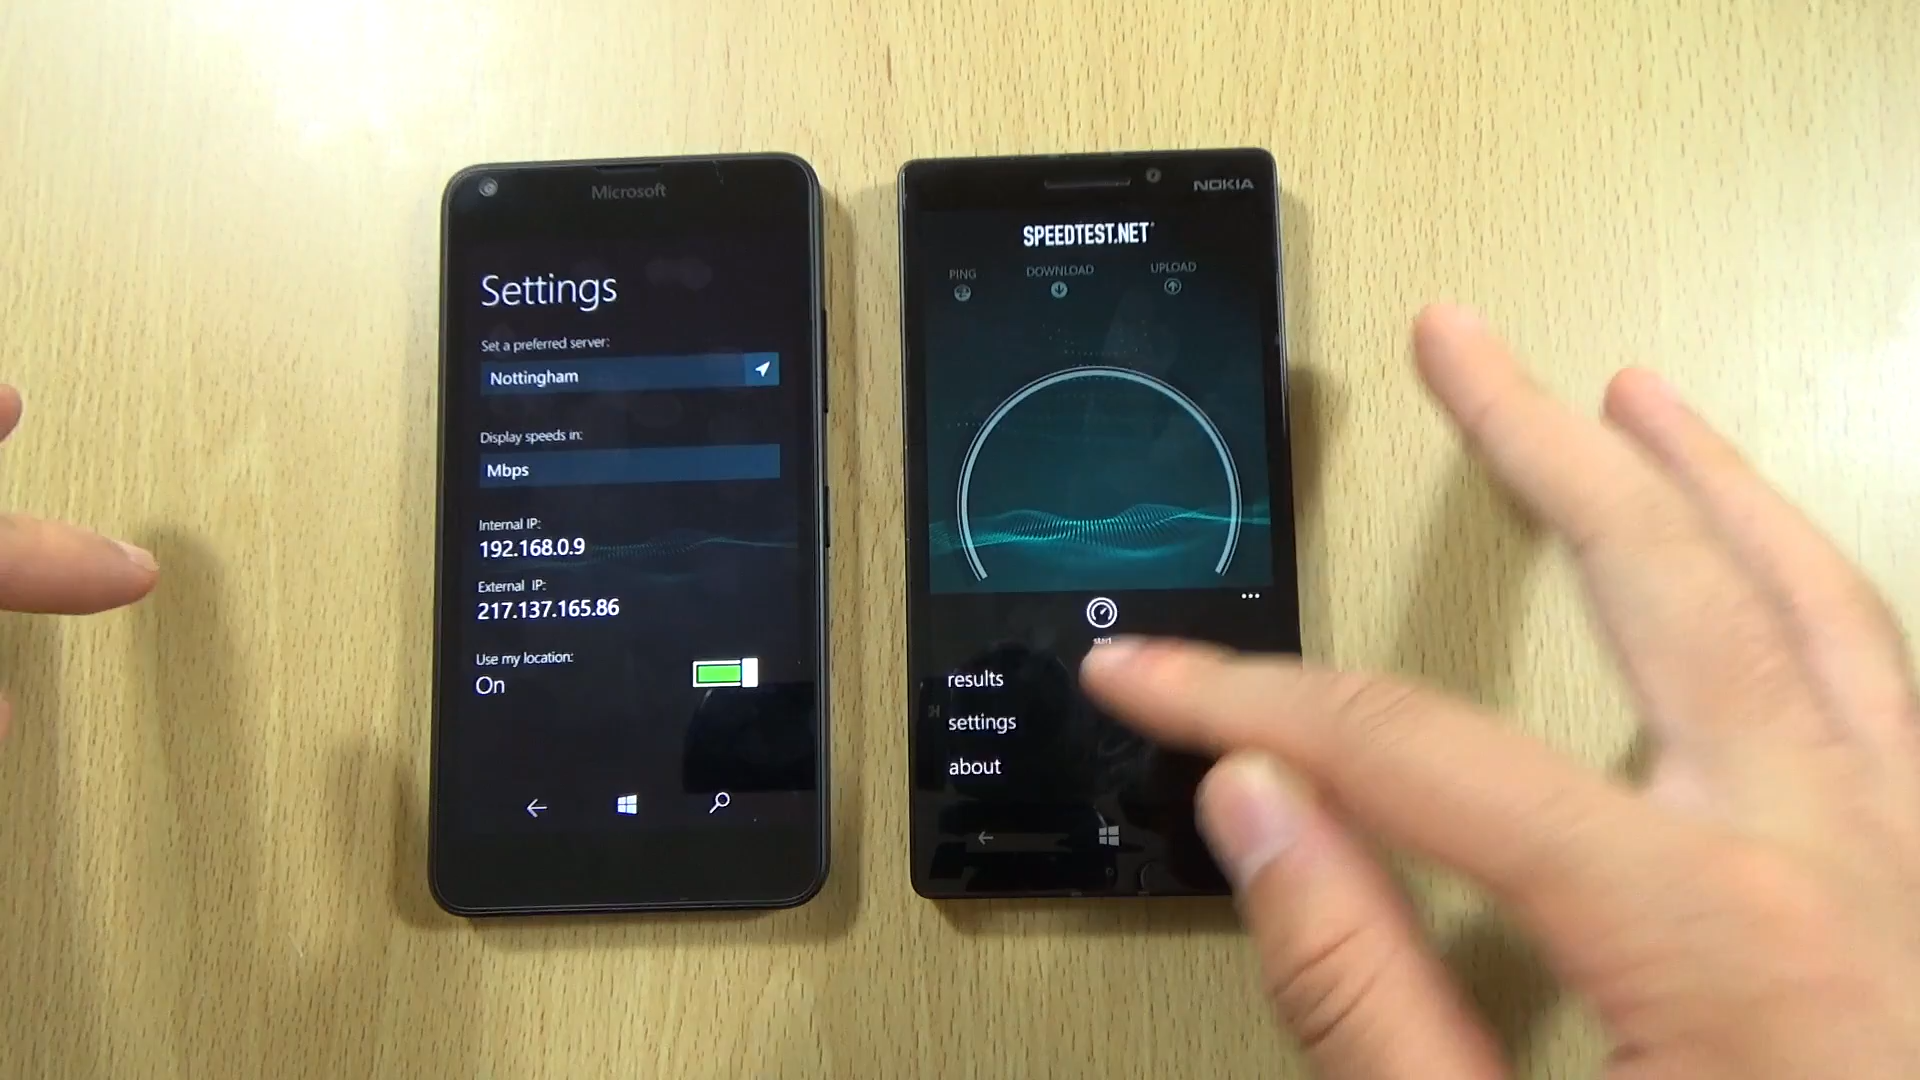 Microsoft
Settings
Set a preferred server:
Nottingham
Display speeds in:
Mbps
Internal IP:
192.168.0.9
External IP:
217.137.165.86
Use my location:
On
NOKIA
SPEEDTEST.NET
PING
DOWNLOAD
UPLOAD
start
results
settings
about